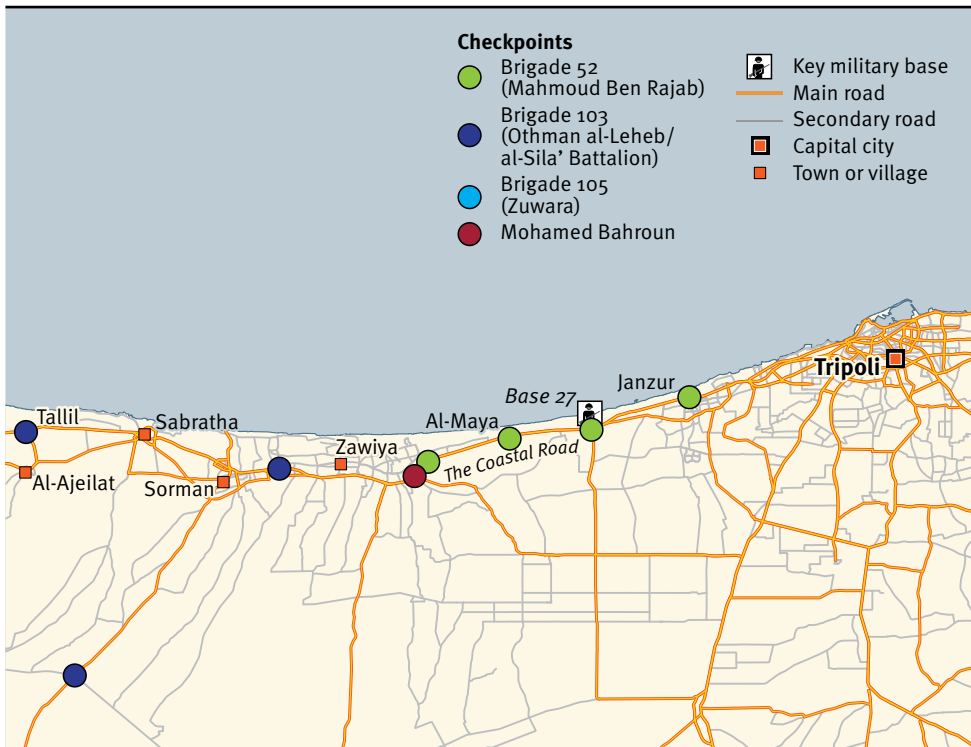 Checkpoints
Brigade 52
(Mahmoud Ben Rajab)
Brigade 103
(Othman al-Leheb/
al-Sila’ Battalion)
Brigade 105
(Zuwara)
Mohamed Bahroun
Key military base
Main road
Secondary road
Capital city
Town or village
Tripoli
Janzur
Base 27
Al-Maya
The Coastal Road
Zawiya
Tallil
Sabratha
Al-Ajeilat
Sorman